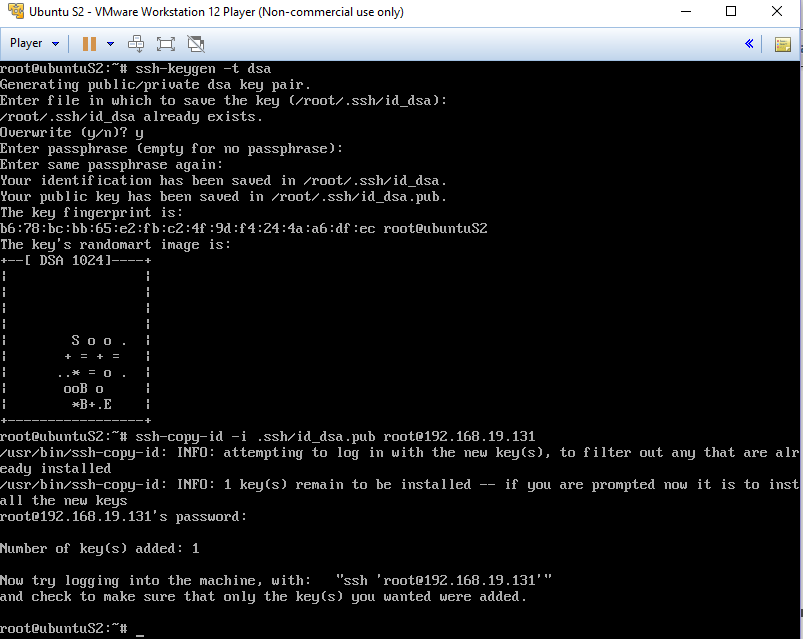 Ubuntu S2 - VMware Workstation 12 Player (Non-commercial use only)
Player
root@ubuntuS2:~# ssh-keygen -t dsa
Generating public/private dsa key pair.
Enter file in which to save the key (/root/.ssh/id_dsa):
/root/.ssh/id_dsa already exists.
Overwrite (y/n)? y
Enter passphrase (empty for no passphrase):
Enter same passphrase again:
Your identification has been saved in /root/.ssh/id_dsa.
Your public key has been saved in /root/.ssh/id_dsa.pub.
The key fingerprint is:
b6:78:bc:bb:65:e2:fb:c2:4f:9d:f4:24:4a:a6:df:ec root@ubuntuS2
The key's randomart image is:
+--[ DSA 1024]----+
|                 |
|                 |
|                 |
|                 |
|        S o o .  |
|       + = + =   |
|      ..* = o .  |
|       ooB o     |
|        *B+.E    |
+-----------------+
root@ubuntuS2:~# ssh-copy-id -i .ssh/id_dsa.pub root@192.168.19.131
/usr/bin/ssh-copy-id: INFO: attempting to log in with the new key(s), to filter out any that are alr
eady installed
/usr/bin/ssh-copy-id: INFO: 1 key(s) remain to be installed -- if you are prompted now it is to inst
all the new keys
root@192.168.19.131's password:
Number of key(s) added: 1
Now try logging into the machine, with:   "ssh 'root@192.168.19.131'"
and check to make sure that only the key(s) you wanted were added.
root@ubuntuS2:~# _